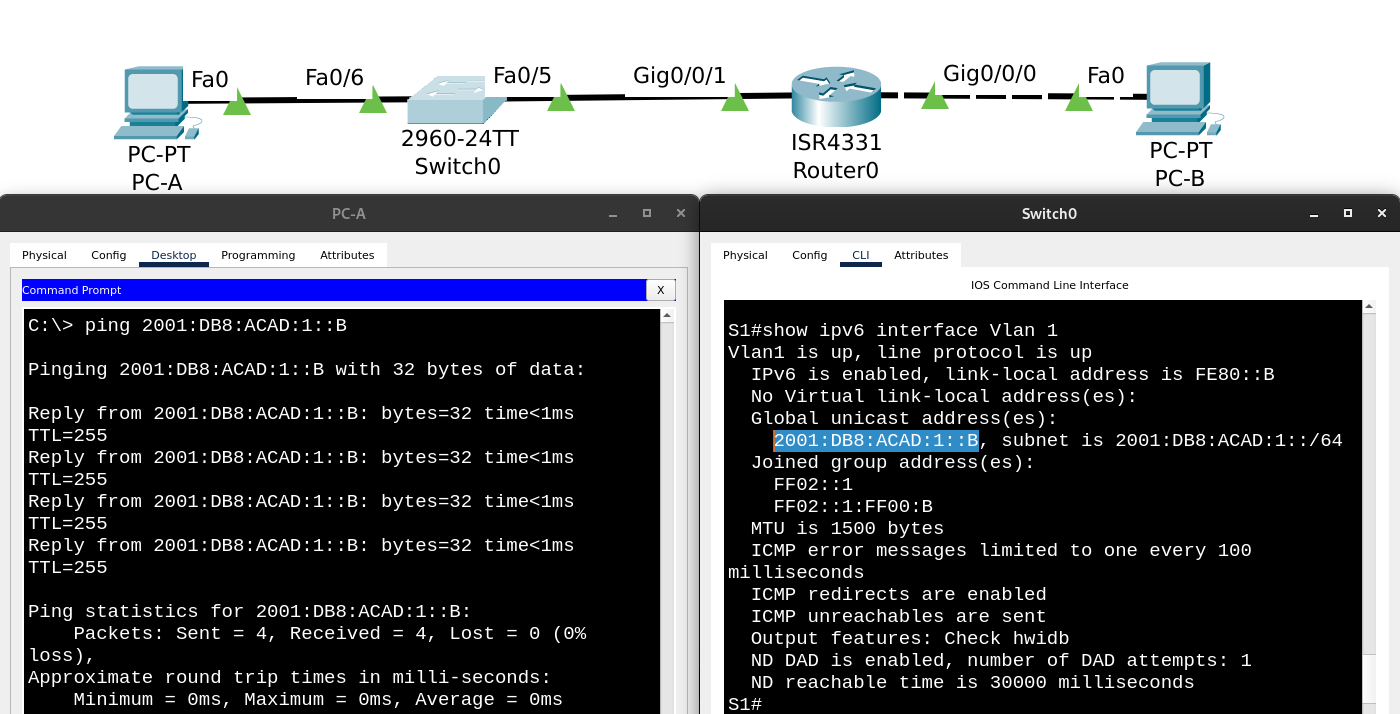 Fa0
Fa0/6
Fa0/5
Gig0/0/1
Gig0/0/0
Fa0
PC-PT
PC-A
2960-24TT
Switch0
ISR4331
Router0
PC-PT
PC-B
PC-A
Physical
Config
Desktop
Programming
Attributes
Command Prompt
X
C:\> ping 2001:DB8:ACAD:1::B
Pinging 2001:DB8:ACAD:1::B with 32 bytes of data:
Reply from 2001:DB8:ACAD:1::B: bytes=32 time<1ms
TTL=255
Reply from 2001:DB8:ACAD:1::B: bytes=32 time<1ms
TTL=255
Reply from 2001:DB8:ACAD:1::B: bytes=32 time<1ms
TTL=255
Reply from 2001:DB8:ACAD:1::B: bytes=32 time<1ms
TTL=255
Ping statistics for 2001:DB8:ACAD:1::B:
Packets: Sent = 4, Received = 4, Lost = 0 (0%
loss),
Approximate round trip times in milli-seconds:
Minimum = 0ms, Maximum = 0ms, Average = 0ms
Switch0
Physical
Config
CLI
Attributes
IOS Command Line Interface
S1#show ipv6 interface Vlan 1
Vlan1 is up, line protocol is up
IPv6 is enabled, link-local address is FE80::B
No Virtual link-local address(es):
Global unicast address(es):
2001:DB8:ACAD:1::B, subnet is 2001:DB8:ACAD:1::/64
Joined group address(es):
FF02::1
FF02::1:FF00:B
MTU is 1500 bytes
ICMP error messages limited to one every 100
milliseconds
ICMP redirects are enabled
ICMP unreachables are sent
Output features: Check hwidb
ND DAD is enabled, number of DAD attempts: 1
ND reachable time is 30000 milliseconds
S1#